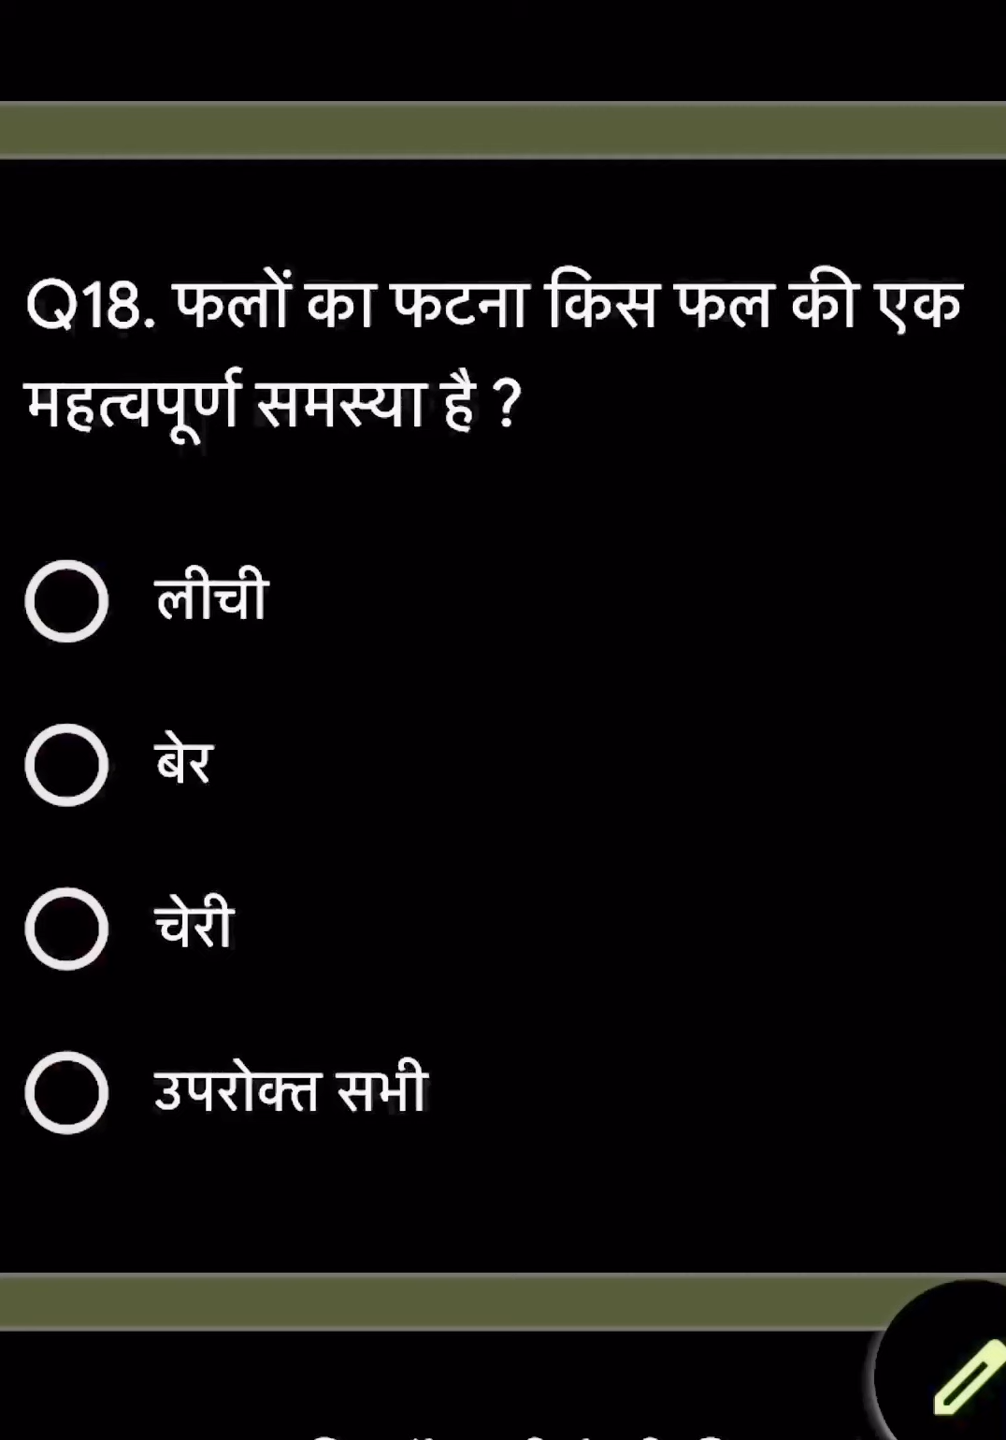 Q18. फलों का फटना किस फल की एक
महत्वपूर्ण समस्या है ?
लीची
बेर
चेरी
उपरोक्त सभी